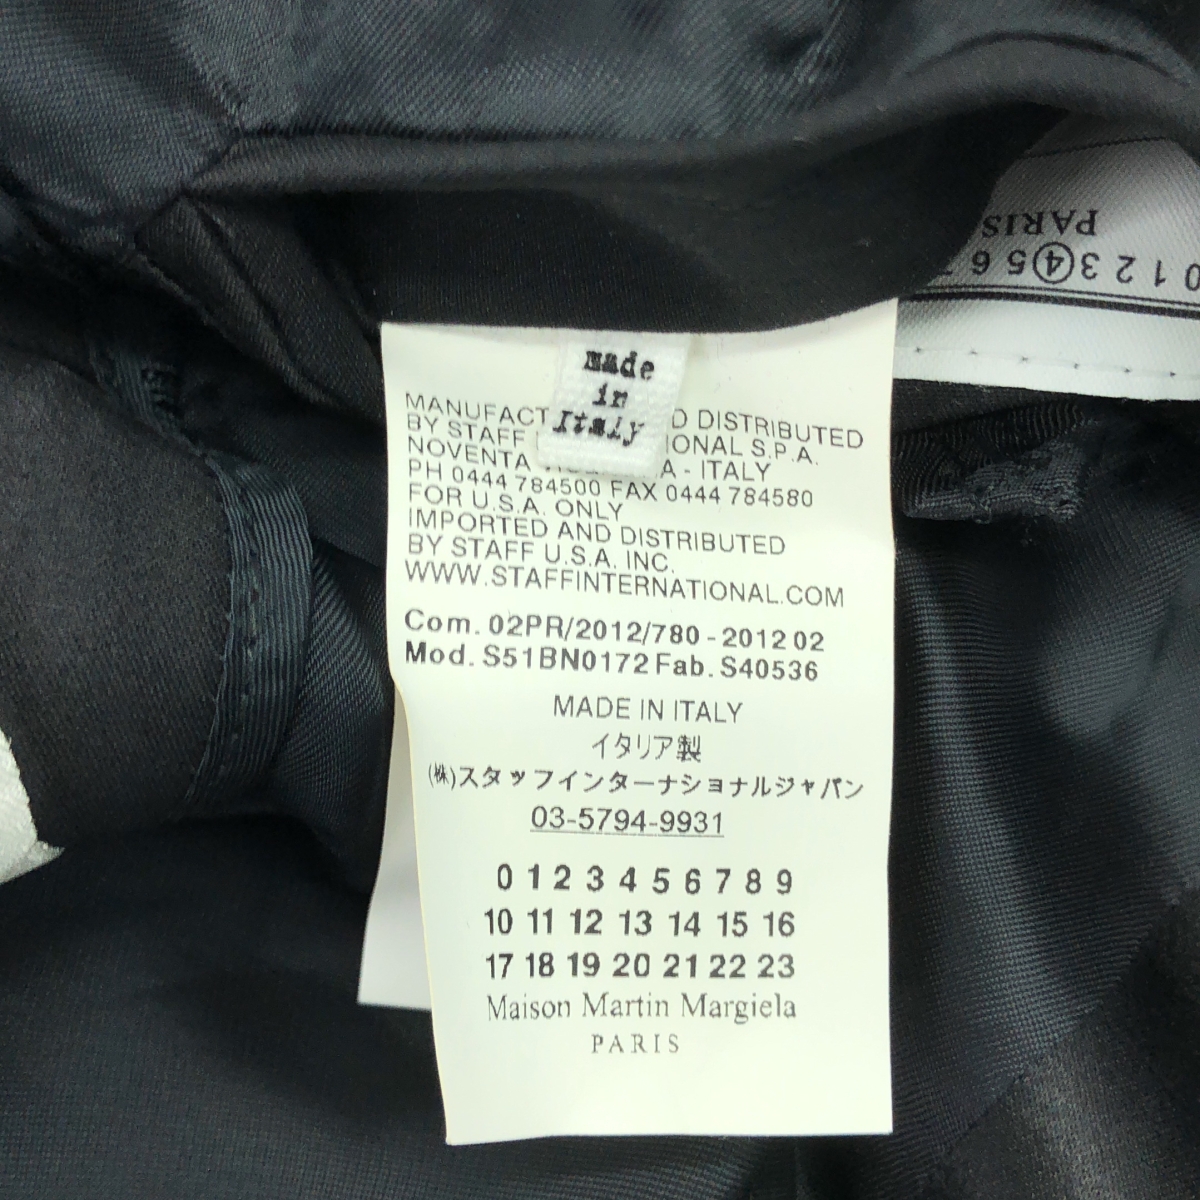 PARIS
0 1 2 3 4 5 6
made
in
Italy
MANUFACT D DISTRIBUTED
BY STAFF IONAL S.P.A.
NOVENTA A - ITALY
PH 0444 784500 FAX 0444 784580
FOR U.S.A. ONLY
IMPORTED AND DISTRIBUTED
BY STAFF U.S.A. INC.
WWW.STAFFINTERNATIONAL.COM
Com. 02PR/2012/780 - 2012 02
Mod. S51BN0172 Fab. S40536
MADE IN ITALY
イタリア製
(株)スタッフインターナショナルジャパン
03-5794-9931
0 1 2 3 4 5 6 7 8 9
10 11 12 13 14 15 16
17 18 19 20 21 22 23
Maison Martin Margiela
PARIS